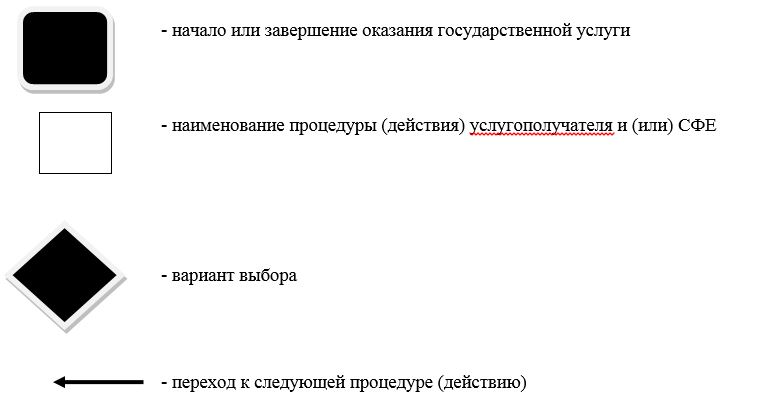 - начало или завершение оказания государственной услуги
- наименование процедуры (действия) услугополучателя и (или) СФЕ
- вариант выбора
- переход к следующей процедуре (действию)